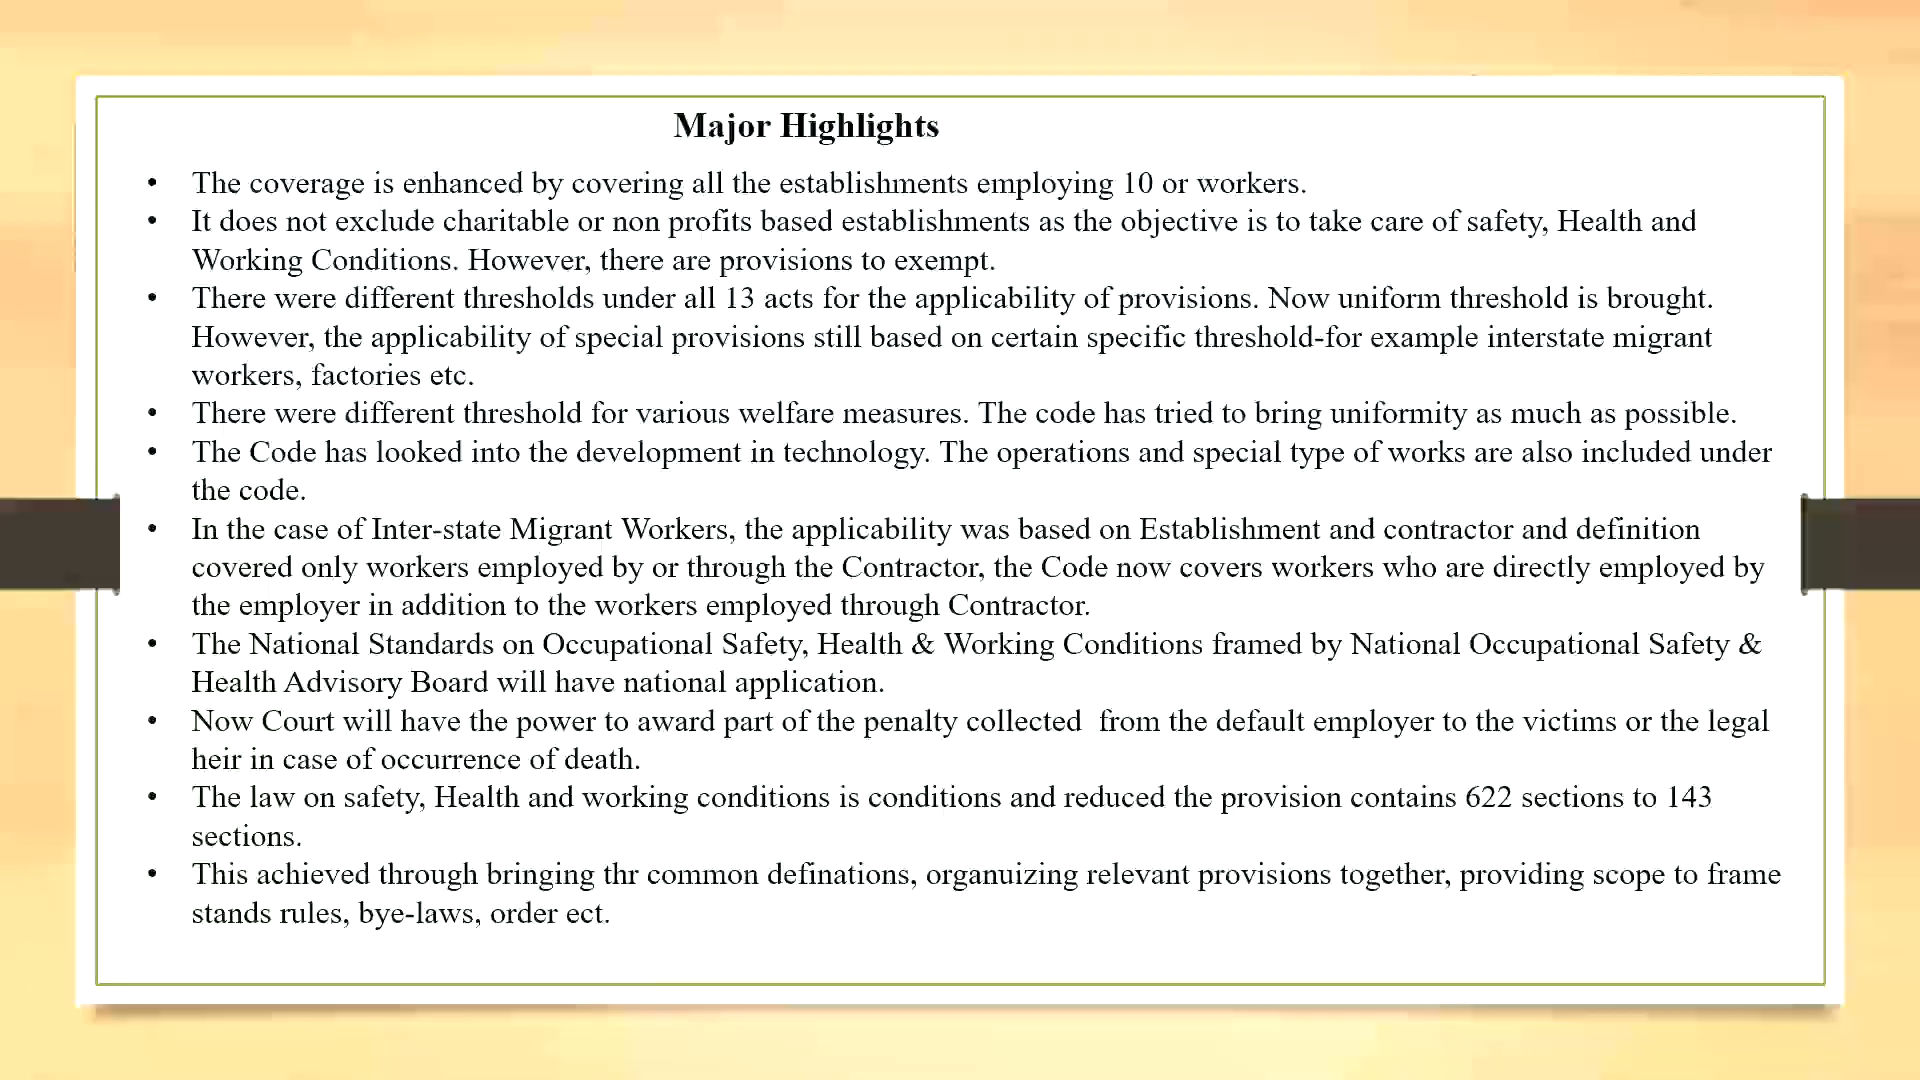 Major Highlights
• The coverage is enhanced by covering all the establishments employing 10 or workers.
• It does not exclude charitable or non profits based establishments as the objective is to take care of safety, Health and
Working Conditions. However, there are provisions to exempt.
• There were different thresholds under all 13 acts for the applicability of provisions. Now uniform threshold is brought.
However, the applicability of special provisions still based on certain specific threshold-for example interstate migrant
workers, factories etc.
• There were different threshold for various welfare measures. The code has tried to bring uniformity as much as possible.
• The Code has looked into the development in technology. The operations and special type of works are also included under
the code.
• In the case of Inter-state Migrant Workers, the applicability was based on Establishment and contractor and definition
covered only workers employed by or through the Contractor, the Code now covers workers who are directly employed by
the employer in addition to the workers employed through Contractor.
• The National Standards on Occupational Safety, Health & Working Conditions framed by National Occupational Safety &
Health Advisory Board will have national application.
• Now Court will have the power to award part of the penalty collected  from the default employer to the victims or the legal
heir in case of occurrence of death.
• The law on safety, Health and working conditions is conditions and reduced the provision contains 622 sections to 143
sections.
• This achieved through bringing thr common definations, organuizing relevant provisions together, providing scope to frame
stands rules, bye-laws, order ect.